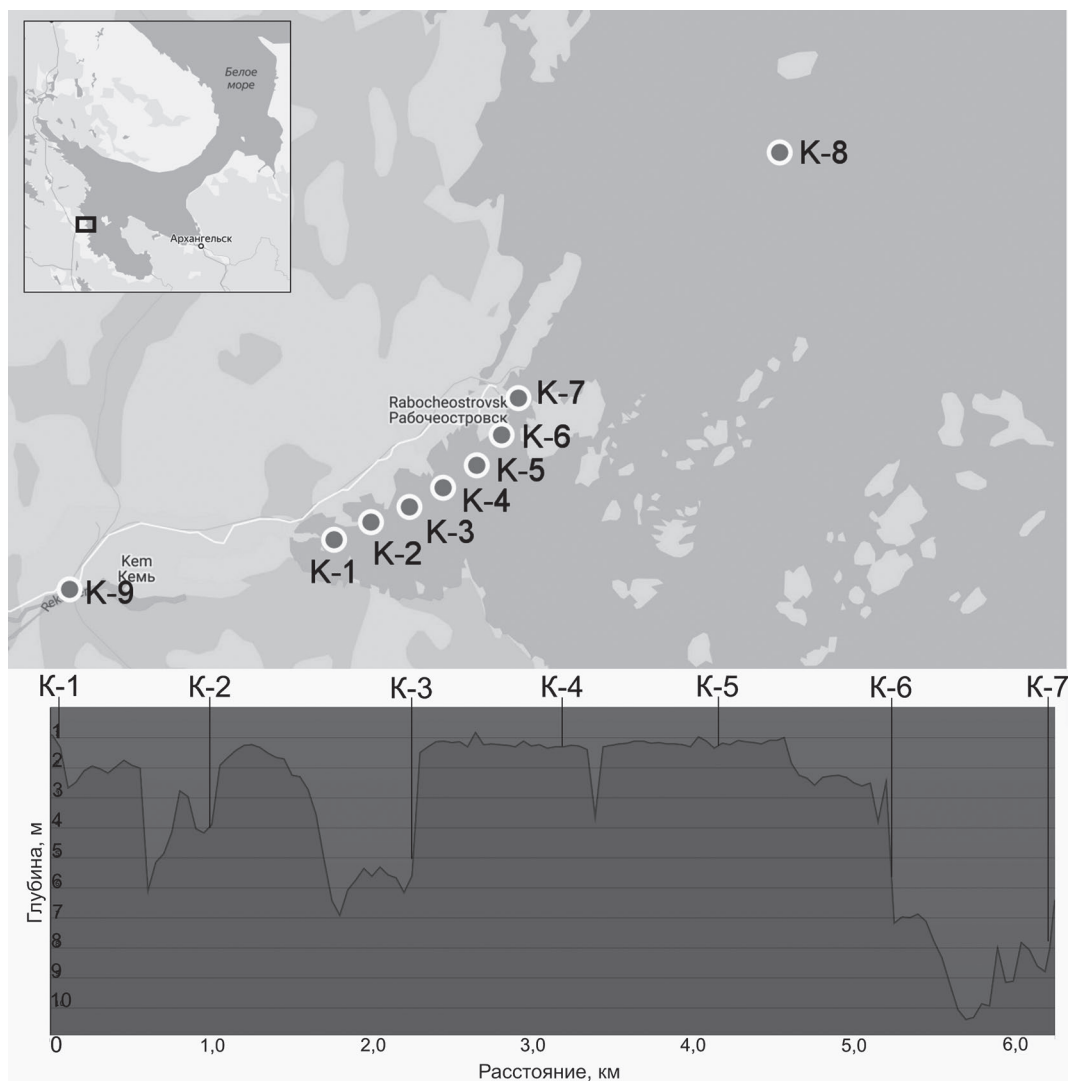 Белое
море
Архангельск
К-8
Rabocheostrovsk
Рабочеостровск
К-7
К-6
К-5
К-4
К-3
К-2
К-1
Kem
Кемь
К-9
К-1 К-2 К-3 К-4 К-5 К-6 К-7
Глубина, м
1
2
3
4
5
6
7
8
9
10
0 1,0 2,0 3,0 4,0 5,0 6,0
Расстояние, км